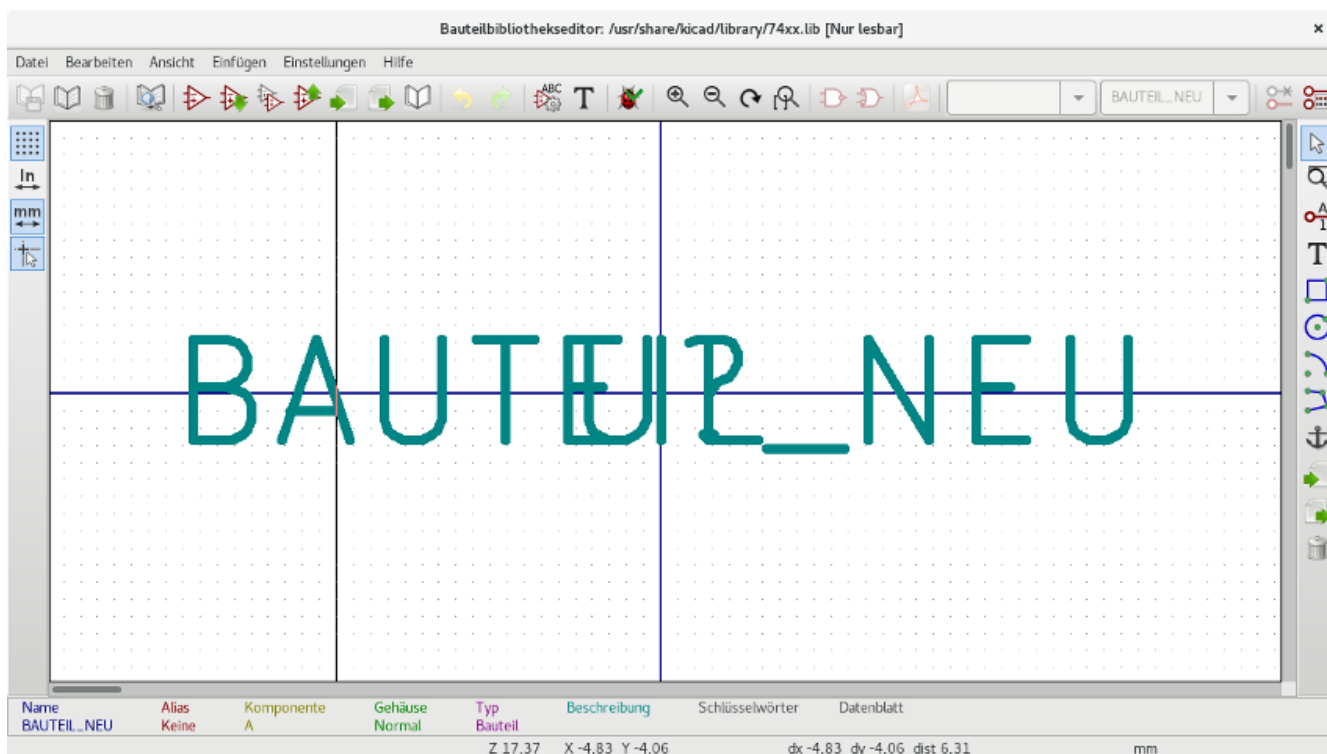 Bauteilbibliothekseditor: /usr/share/kicad/library/74xx.lib [Nur lesbar]
Datei Bearbeiten Ansicht Einfügen Einstellungen Hilfe
ABC T BAUTEIL_NEU
In
mm
A
1
T
BAUTEIL_NEU
U?
Name Alias Komponente Gehäuse Typ Beschreibung Schlüsselwörter Datenblatt
BAUTEIL_NEU Keine A Normal Bauteil
Z 17.37 X -4.83 Y -4.06 dx -4.83 dy -4.06 dist 6.31 mm